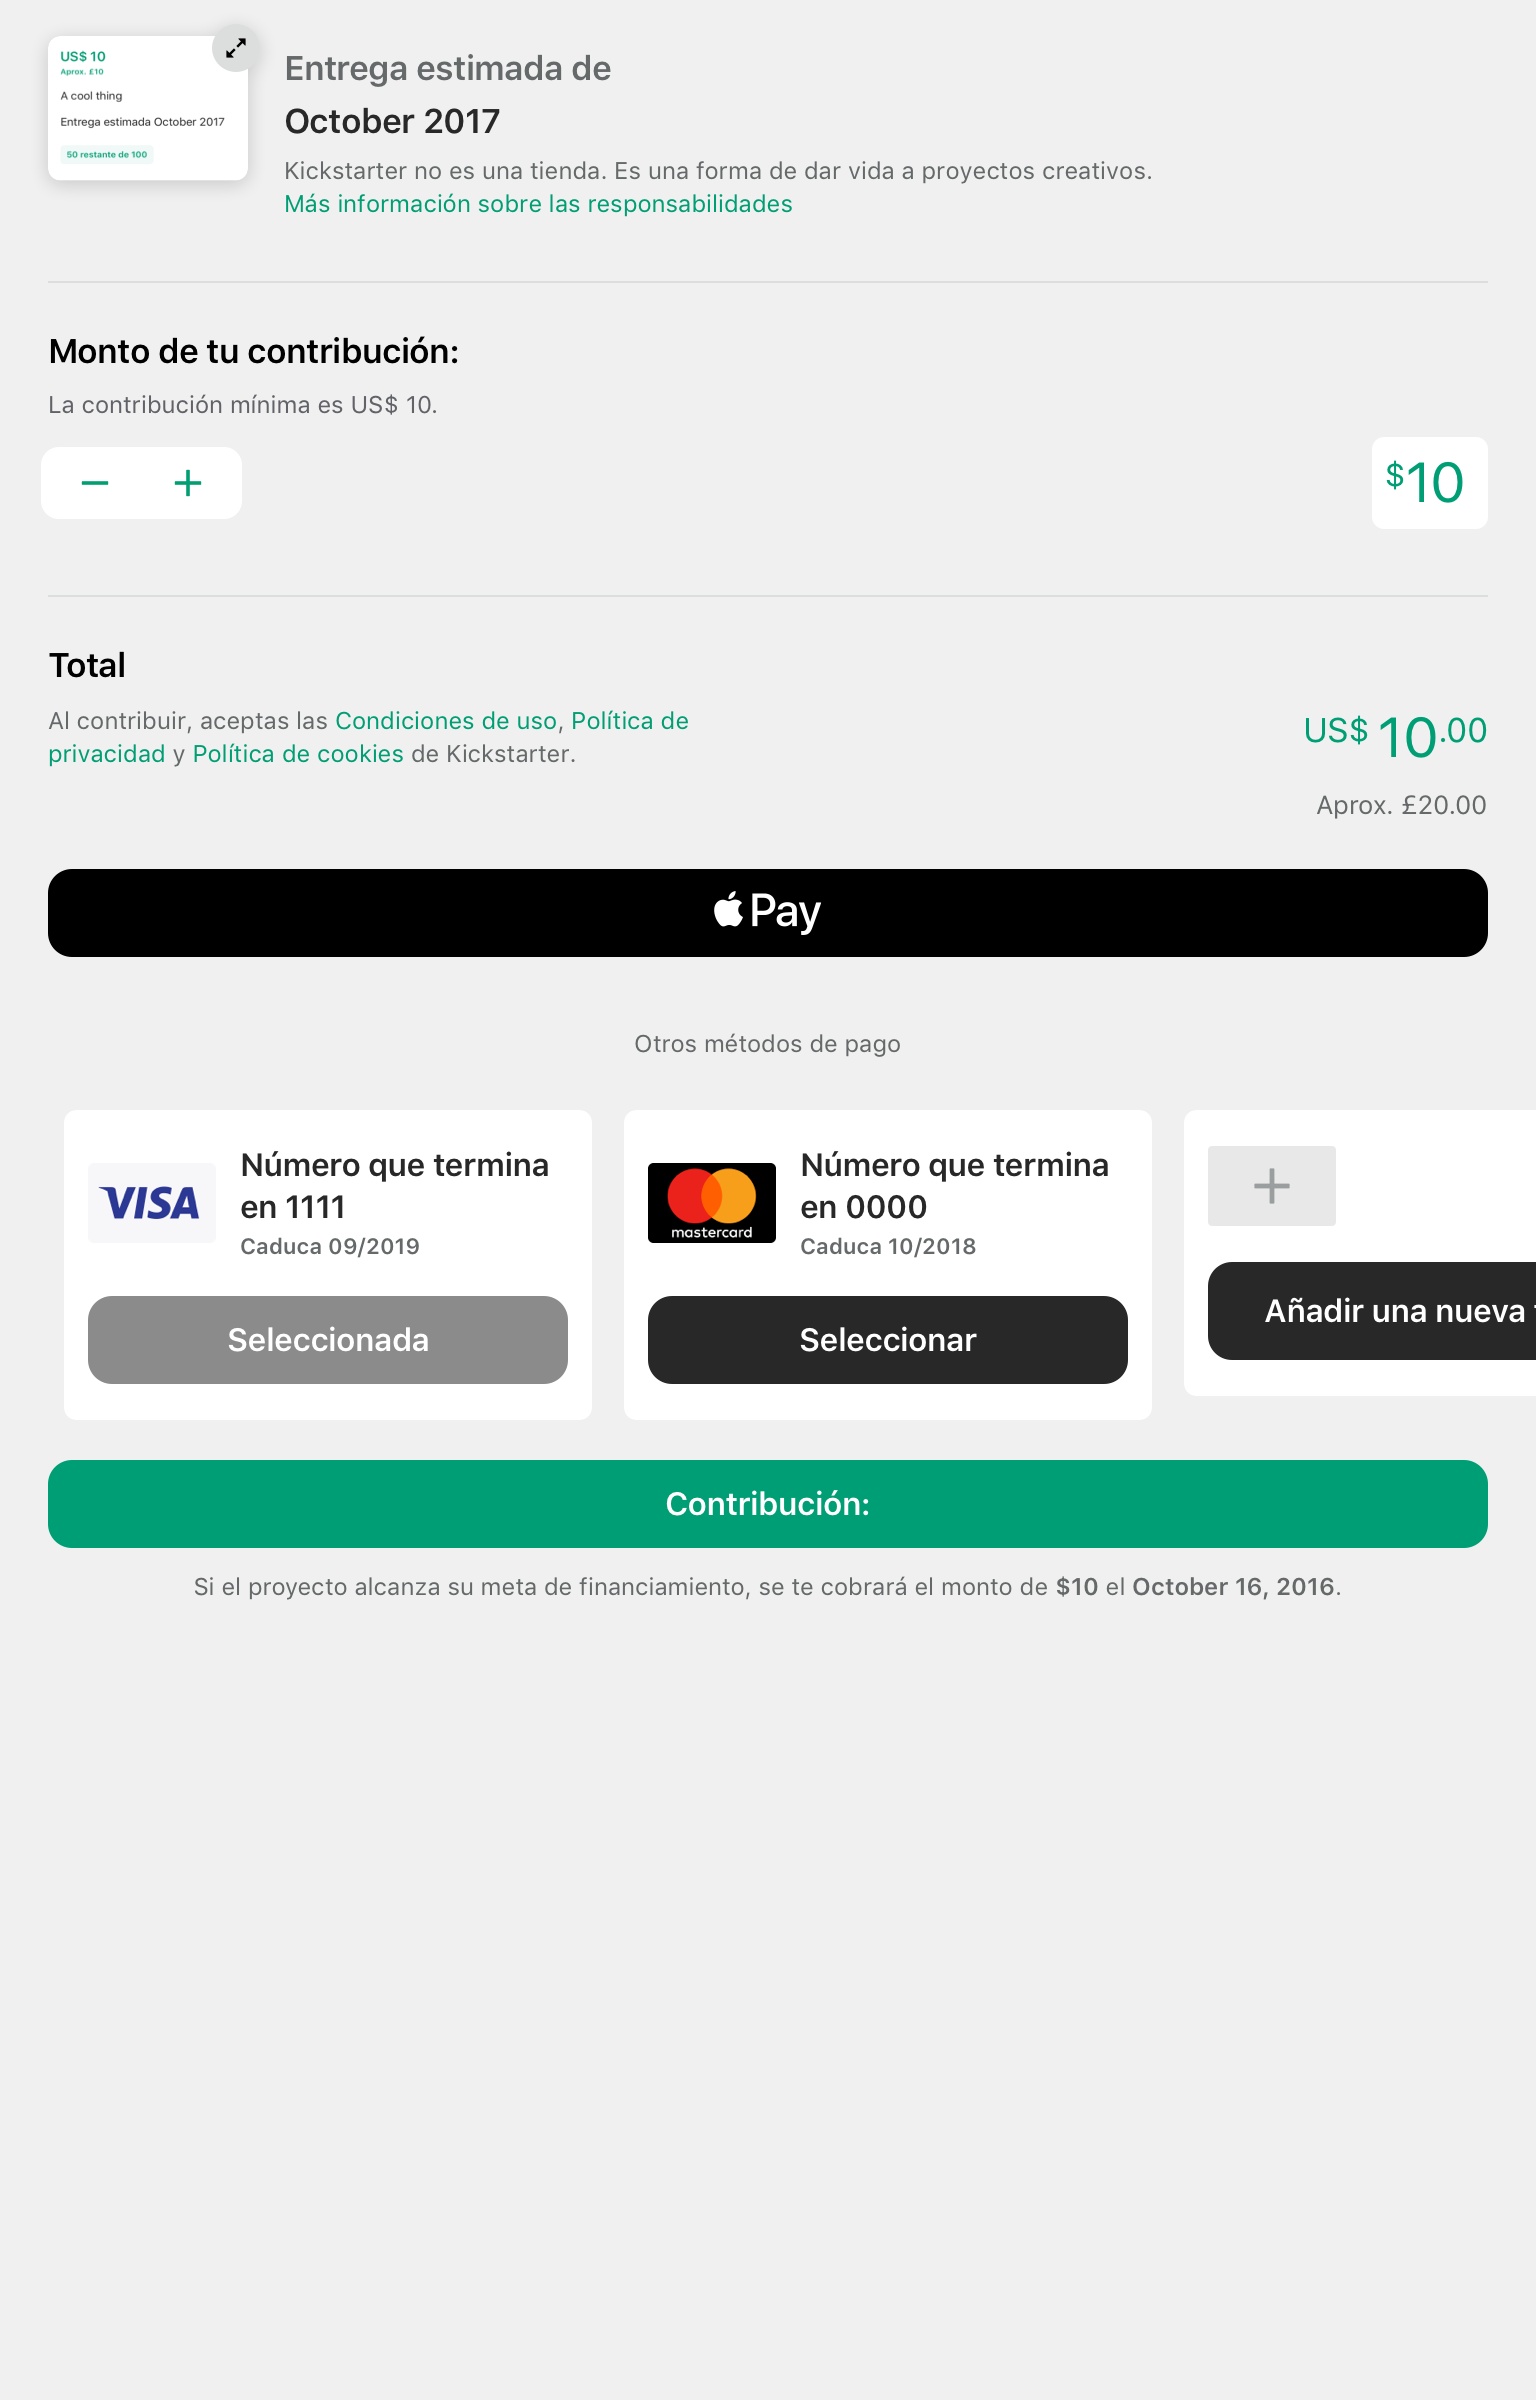 US$ 10
Aprox. £10
A cool thing
Entrega estimada October 2017
50 restante de 100
Entrega estimada de
October 2017
Kickstarter no es una tienda. Es una forma de dar vida a proyectos creativos.
Más información sobre las responsabilidades
Monto de tu contribución:
La contribución mínima es US$ 10.
$10
Total
Al contribuir, aceptas las Condiciones de uso, Política de
privacidad y Política de cookies de Kickstarter.
US$ 10.00
Aprox. £20.00
Pay
Otros métodos de pago
VISA
Número que termina
en 1111
Caduca 09/2019
Seleccionada
mastercard
Número que termina
en 0000
Caduca 10/2018
Seleccionar
Añadir una nueva
Contribución:
Si el proyecto alcanza su meta de financiamiento, se te cobrará el monto de $10 el October 16, 2016.